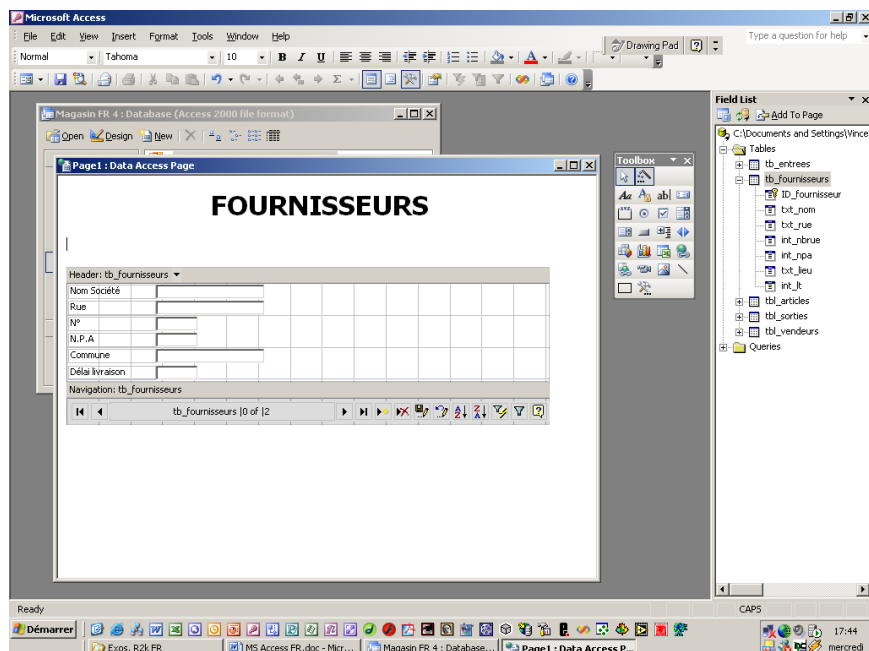 Microsoft Access
File Edit View Insert Format Tools Window Help
Type a question for help
Normal Tahoma 10 B I U
Drawing Pad
Magasin FR 4 : Database (Access 2000 file format)
Open Design New
Page1 : Data Access Page
FOURNISSEURS
Header: tb_fournisseurs
Nom Société
Rue
N°
N.P.A
Commune
Délai livraison
Navigation: tb_fournisseurs
tb_fournisseurs |0 of |2
Toolbox
Aa ab|
Field List
Add To Page
C:\Documents and Settings\Vince
Tables
tb_entrees
tb_fournisseurs
ID_fournisseur
txt_nom
txt_rue
int_nbrue
int_npa
txt_lieu
int_lt
tbl_articles
tbl_sorties
tbl_vendeurs
Queries
Ready
CAPS
Démarrer
17:44
Exos. R2k FR
MS Access FR.doc - Micr...
Magasin FR 4 : Database...
Page1 : Data Access P...
mercredi